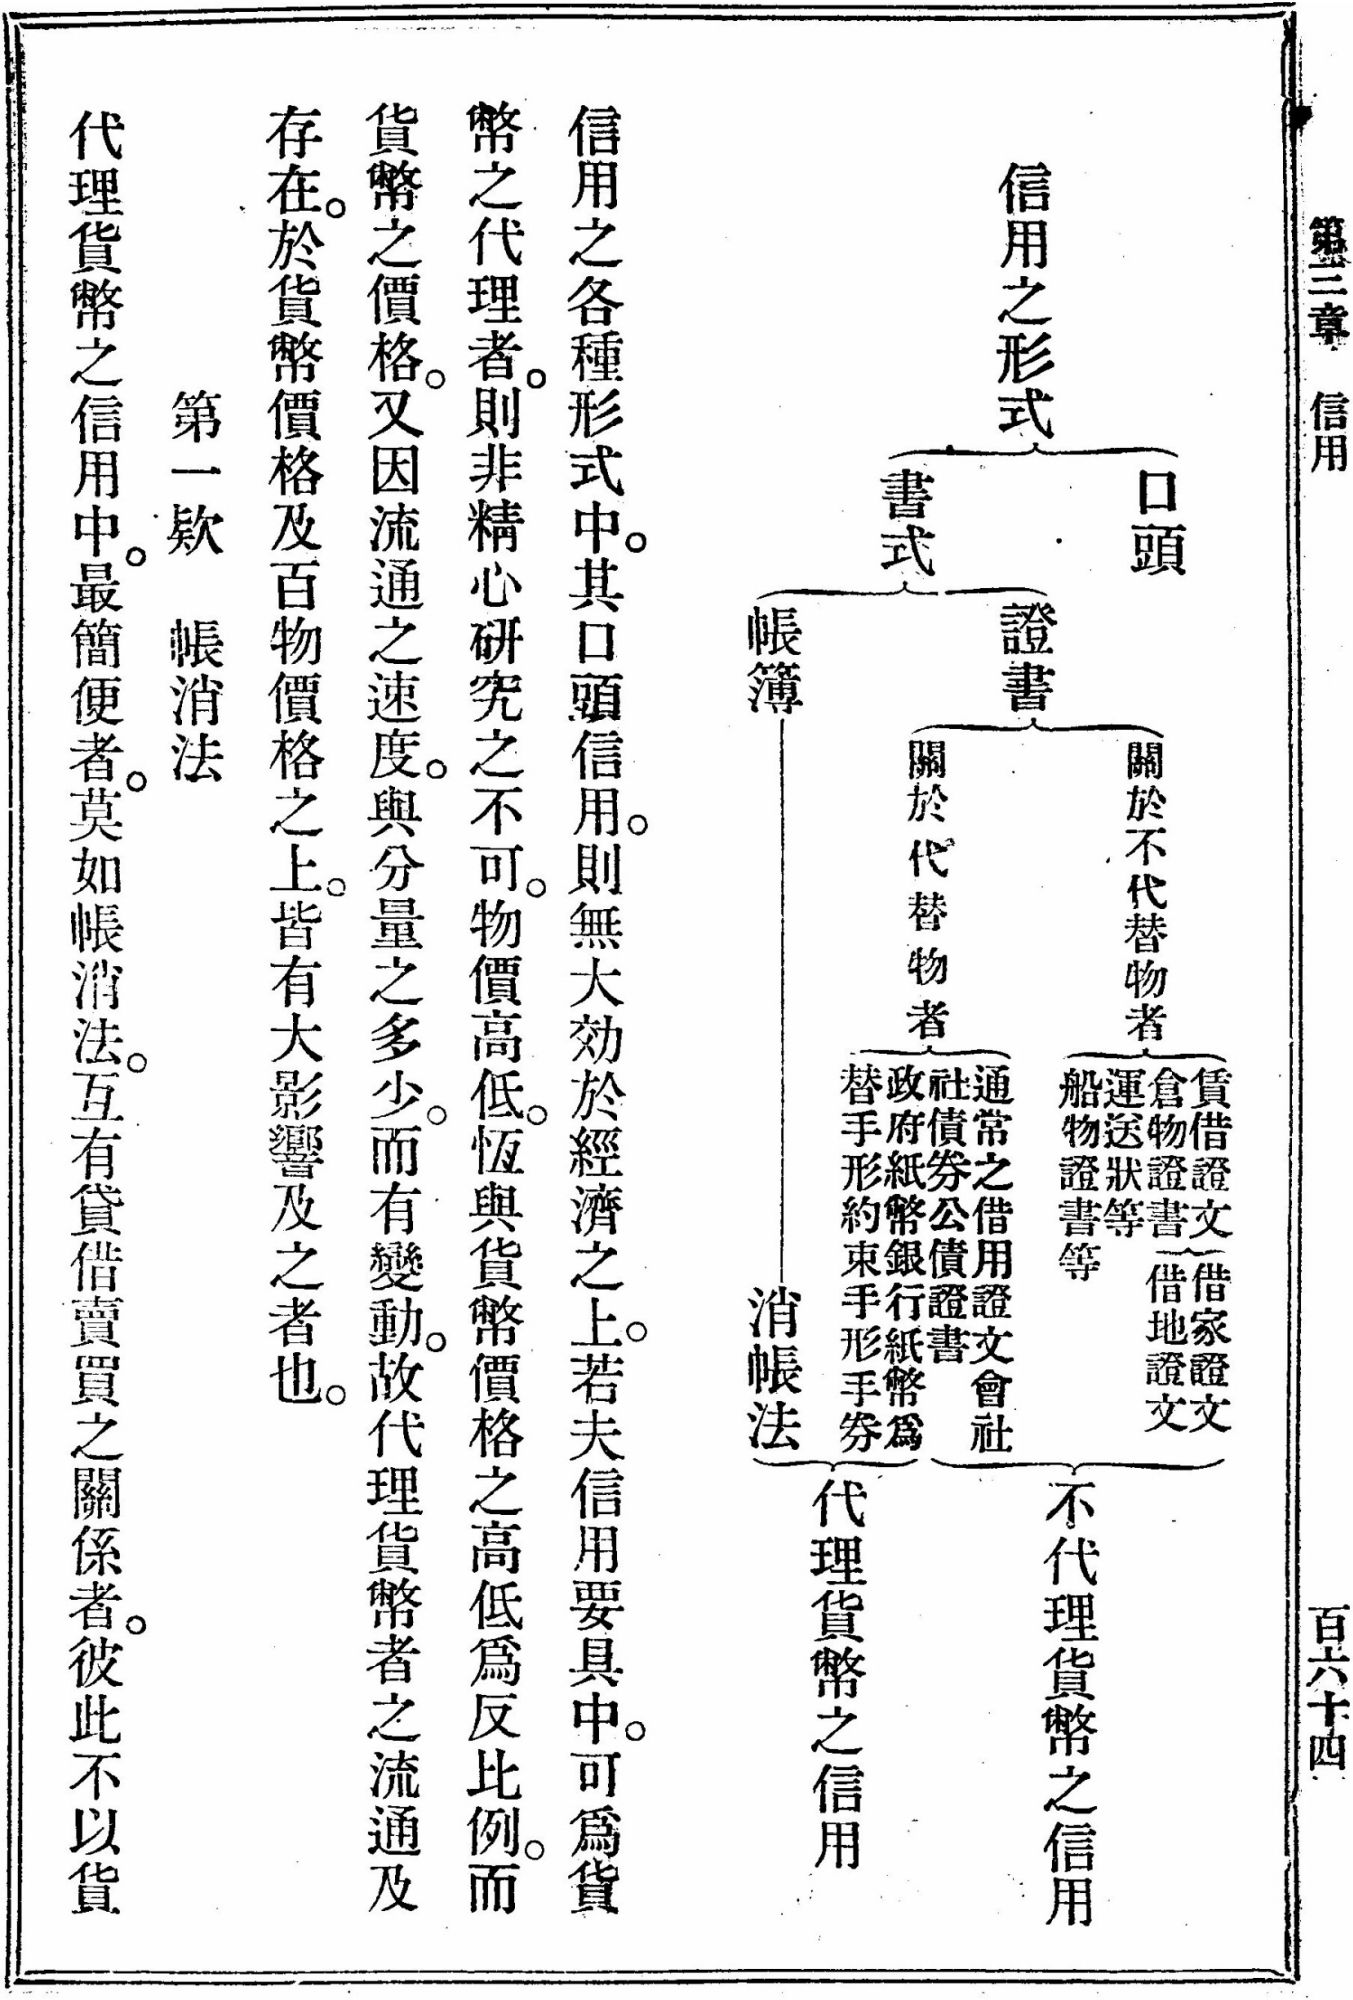 第三章　信用
百六十四
信用之形式
口頭
書式
證書
帳簿
關於不代替物者
關於代替物者
賃借證文
借家證文
借地證文
倉物證書
運送狀等
船物證書等
通常之借用證文會社
社債券公債證書
政府紙幣銀行紙幣爲
替手形約束手形手券
消帳法
不代理貨幣之信用
代理貨幣之信用
信用之各種形式中。其口頭信用。則無大効於經濟之上。若夫信用要具中。可爲貨
幣之代理者。則非精心研究之不可。物價高低。恆與貨幣價格之高低爲反比例。而
貨幣之價格。又因流通之速度。與分量之多少。而有變動。故代理貨幣者之流通及
存在。於貨幣價格及百物價格之上。皆有大影響及之者也。
第一欵　帳消法
代理貨幣之信用中。最簡便者。莫如帳消法。互有貸借賣買之關係者。彼此不以貨